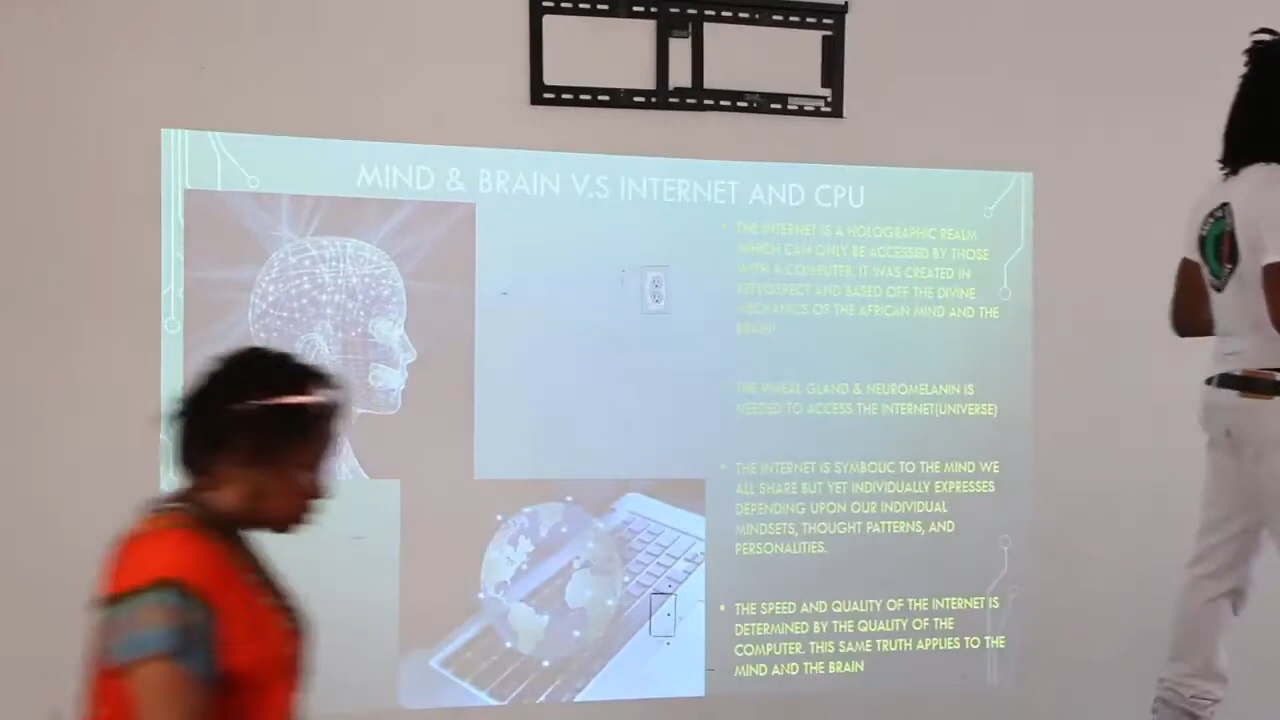 MIND & BRAIN V.S INTERNET AND CPU
• THE INTERNET IS A HOLOGRAPHIC REALM
WHICH CAN ONLY BE ACCESSED BY THOSE
WITH A COMPUTER. IT WAS CREATED IN
RETROSPECT AND BASED OFF THE DIVINE
MECHANICS OF THE AFRICAN MIND AND THE
BRAIN!
THE PINEAL GLAND & NEUROMELANIN IS
NEEDED TO ACCESS THE INTERNET(UNIVERSE)
• THE INTERNET IS SYMBOLIC TO THE MIND WE
ALL SHARE BUT YET INDIVIDUALLY EXPRESSES
DEPENDING UPON OUR INDIVIDUAL
MINDSETS, THOUGHT PATTERNS, AND
PERSONALITIES.
• THE SPEED AND QUALITY OF THE INTERNET IS
DETERMINED BY THE QUALITY OF THE
COMPUTER. THIS SAME TRUTH APPLIES TO THE
MIND AND THE BRAIN